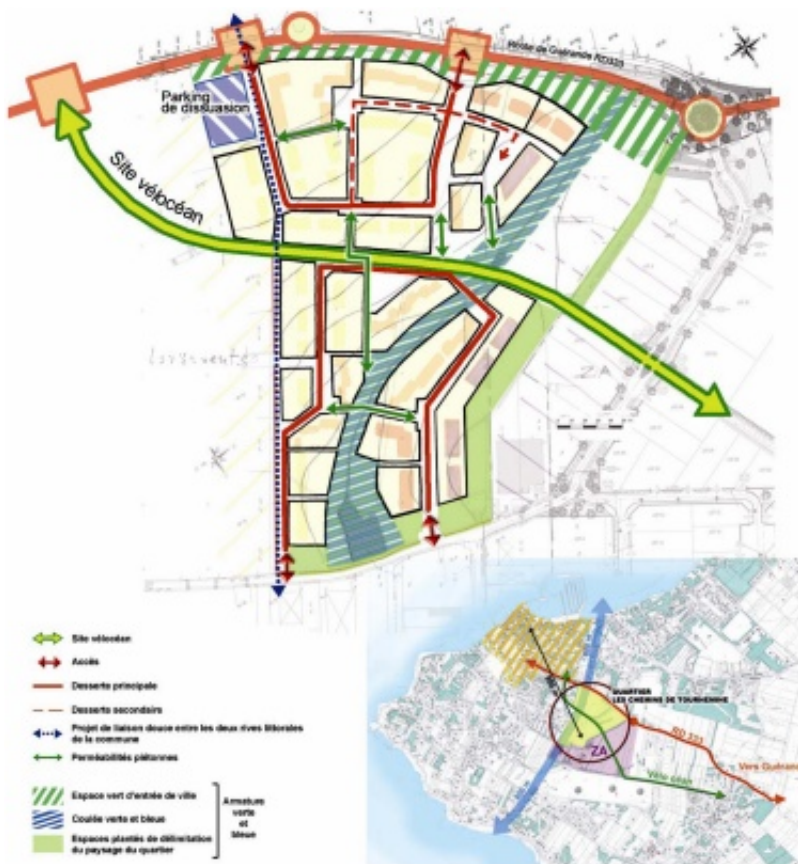 Route de Guérande RD333
Parking
de dissuasion
Site vélocéan
ZA
Site vélocéan
Accès
Desserte principale
Desserte secondaire
Projet de liaison douce entre les deux rives littorales
de la commune
Perméabilités piétonnes
Espace vert d'entrée de ville
Coulée verte et bleue
Espaces plantés de délimitation
du paysage du quartier
Armature
verte
et
bleue
QUARTIER
LES CHEMINS DE TOURNEMINE
RD 333
ZA
Vers Guérande
Vélo céan